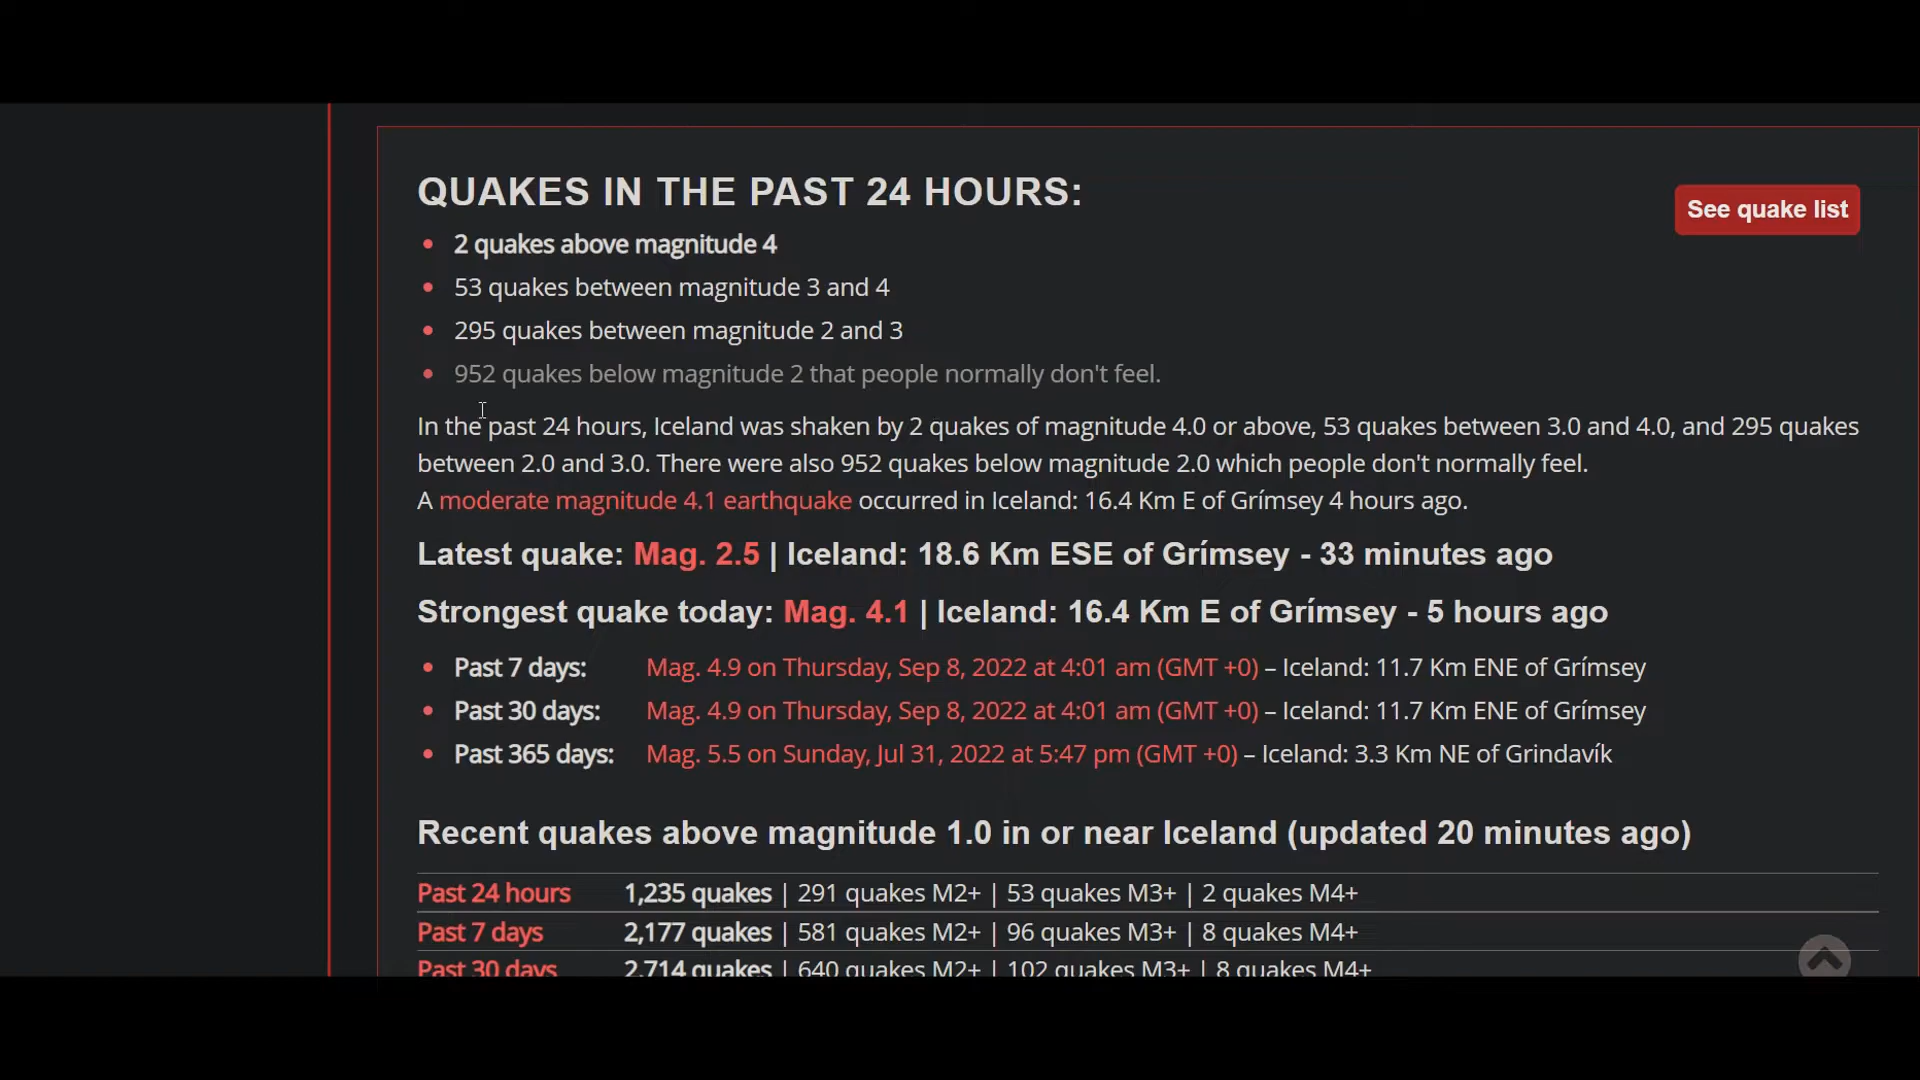 QUAKES IN THE PAST 24 HOURS:
See quake list
2 quakes above magnitude 4
53 quakes between magnitude 3 and 4
295 quakes between magnitude 2 and 3
952 quakes below magnitude 2 that people normally don't feel.
In the past 24 hours, Iceland was shaken by 2 quakes of magnitude 4.0 or above, 53 quakes between 3.0 and 4.0, and 295 quakes
between 2.0 and 3.0. There were also 952 quakes below magnitude 2.0 which people don't normally feel.
A moderate magnitude 4.1 earthquake occurred in Iceland: 16.4 Km E of Grímsey 4 hours ago.
Latest quake: Mag. 2.5 | Iceland: 18.6 Km ESE of Grímsey - 33 minutes ago
Strongest quake today: Mag. 4.1 | Iceland: 16.4 Km E of Grímsey - 5 hours ago
Past 7 days: Mag. 4.9 on Thursday, Sep 8, 2022 at 4:01 am (GMT +0) – Iceland: 11.7 Km ENE of Grímsey
Past 30 days: Mag. 4.9 on Thursday, Sep 8, 2022 at 4:01 am (GMT +0) – Iceland: 11.7 Km ENE of Grímsey
Past 365 days: Mag. 5.5 on Sunday, Jul 31, 2022 at 5:47 pm (GMT +0) – Iceland: 3.3 Km NE of Grindavík
Recent quakes above magnitude 1.0 in or near Iceland (updated 20 minutes ago)
Past 24 hours 1,235 quakes | 291 quakes M2+ | 53 quakes M3+ | 2 quakes M4+
Past 7 days 2,177 quakes | 581 quakes M2+ | 96 quakes M3+ | 8 quakes M4+
Past 30 days 2,714 quakes | 640 quakes M2+ | 102 quakes M3+ | 8 quakes M4+